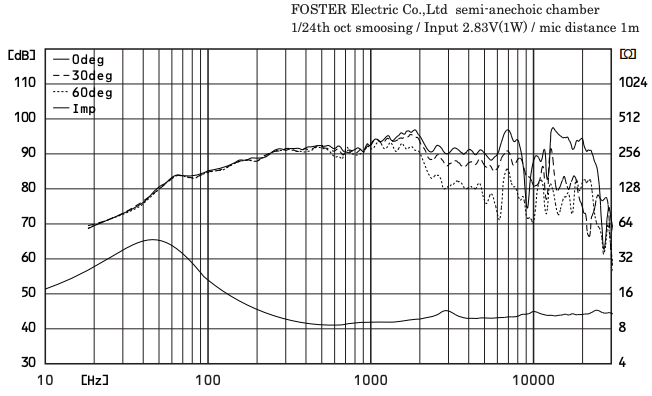 FOSTER Electric Co.,Ltd semi-anechoic chamber
1/24th oct smoosing / Input 2.83V(1W) / mic distance 1m
[dB] [Ω]
0deg
30deg
60deg
Imp
110 1024
100 512
90 256
80 128
70 64
60 32
50 16
40 8
30 4
10 [Hz] 100 1000 10000